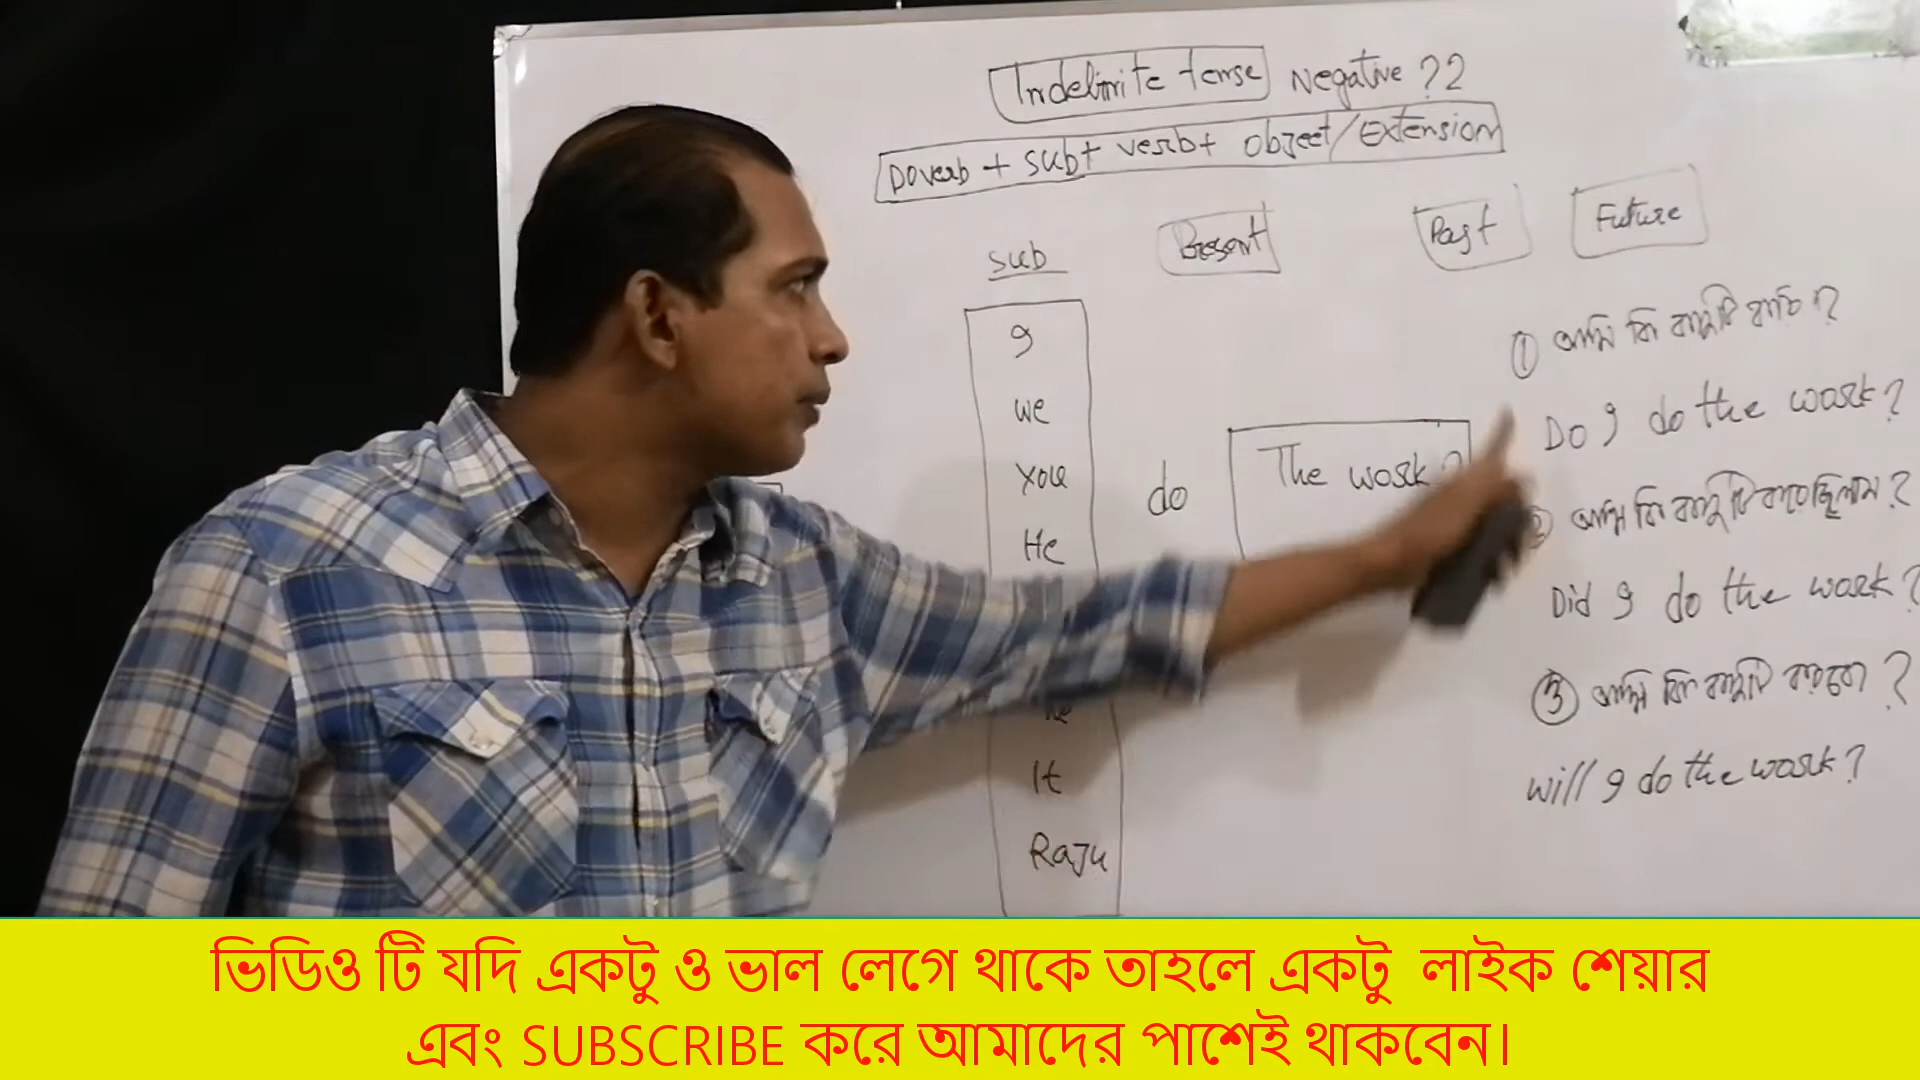 Indefinite tense Negative ? 2
Doverb + sub + verb + object / Extension
sub Present Past Future
I
we
You
He
It
Raju
do
The work ?
① আমি কি কাজটি করি ?
Do I do the work ?
আমি কি কাজটি করেছিলাম ?
Did I do the work ?
③ আমি কি কাজটি করবো ?
will I do the work ?
ভিডিও টি যদি একটু ও ভাল লেগে থাকে তাহলে একটু লাইক শেয়ার
এবং SUBSCRIBE করে আমাদের পাশেই থাকবেন।